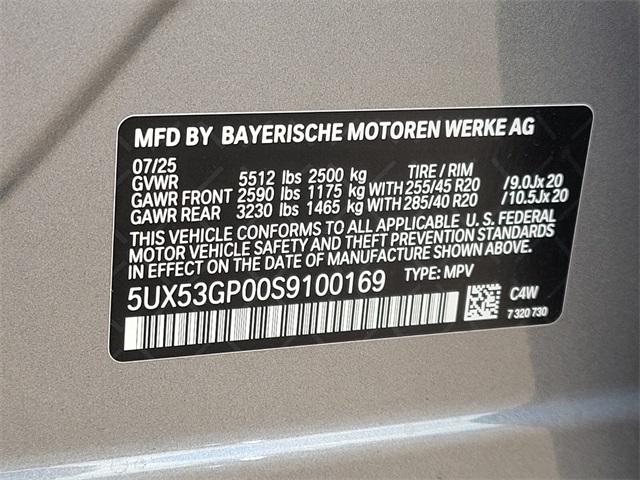 MFD BY BAYERISCHE MOTOREN WERKE AG
07/25
GVWR 5512 lbs 2500 kg TIRE / RIM
GAWR FRONT 2590 lbs 1175 kg WITH 255/45 R20 /9.0Jx20
GAWR REAR 3230 lbs 1465 kg WITH 285/40 R20 /10.5Jx20
THIS VEHICLE CONFORMS TO ALL APPLICABLE U. S. FEDERAL
MOTOR VEHICLE SAFETY AND THEFT PREVENTION STANDARDS
IN EFFECT ON THE DATE OF MANUFACTURE SHOWN ABOVE.
5UX53GP00S9100169 TYPE: MPV
C4W
7 320 730